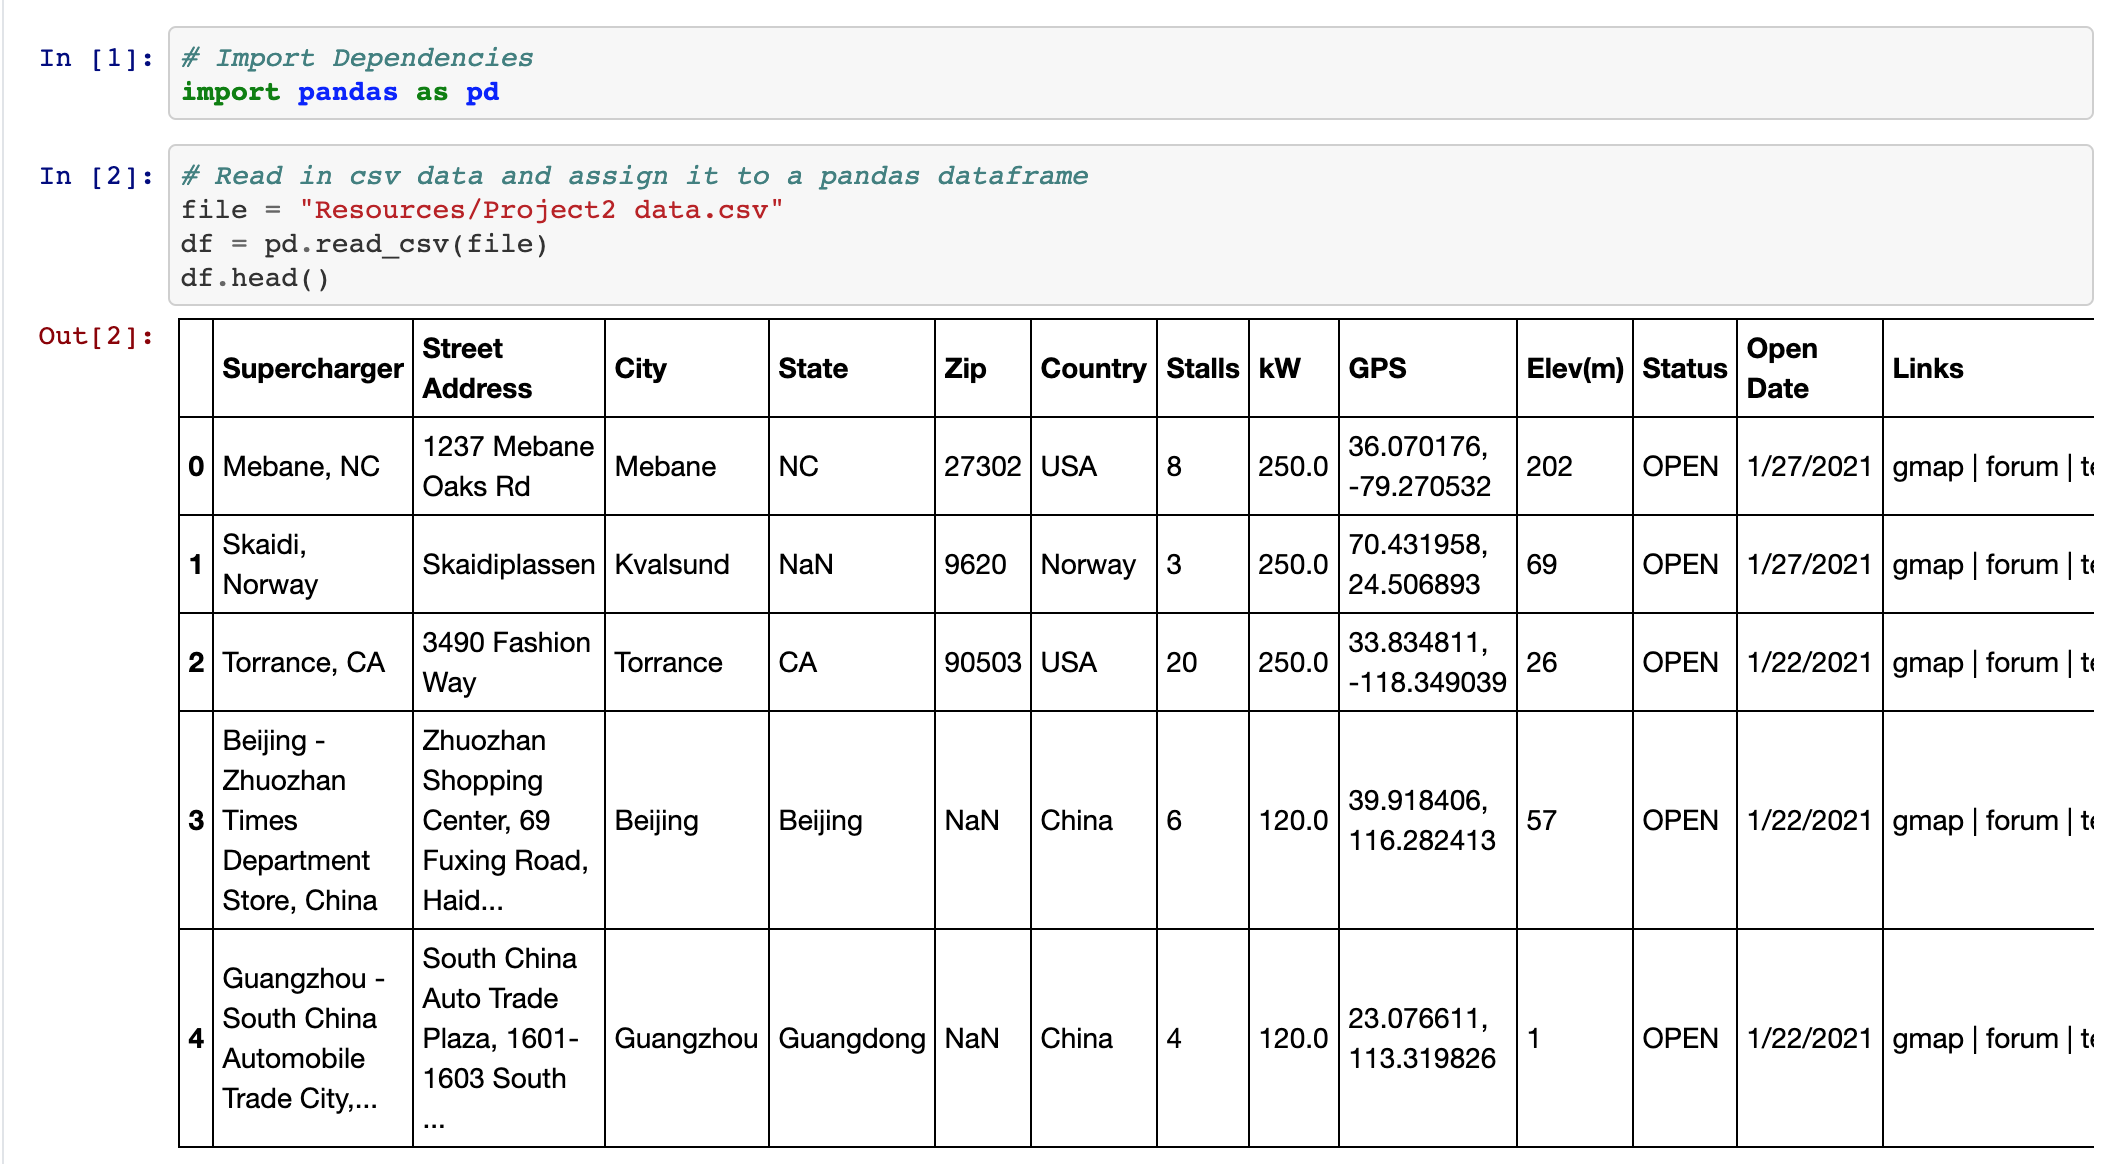 In [1]:
# Import Dependencies
import pandas as pd
In [2]:
# Read in csv data and assign it to a pandas dataframe
file = "Resources/Project2 data.csv"
df = pd.read_csv(file)
df.head()
Out[2]:
Supercharger Street Address City State Zip Country Stalls kW GPS Elev(m) Status Open Date Links
0 Mebane, NC 1237 Mebane Oaks Rd Mebane NC 27302 USA 8 250.0 36.070176, -79.270532 202 OPEN 1/27/2021 gmap | forum |
1 Skaidi, Norway Skaidiplassen Kvalsund NaN 9620 Norway 3 250.0 70.431958, 24.506893 69 OPEN 1/27/2021 gmap | forum |
2 Torrance, CA 3490 Fashion Way Torrance CA 90503 USA 20 250.0 33.834811, -118.349039 26 OPEN 1/22/2021 gmap | forum |
3 Beijing - Zhuozhan Times Department Store, China Zhuozhan Shopping Center, 69 Fuxing Road, Haid... Beijing Beijing NaN China 6 120.0 39.918406, 116.282413 57 OPEN 1/22/2021 gmap | forum |
4 Guangzhou - South China Automobile Trade City,... South China Auto Trade Plaza, 1601-1603 South ... Guangzhou Guangdong NaN China 4 120.0 23.076611, 113.319826 1 OPEN 1/22/2021 gmap | forum |